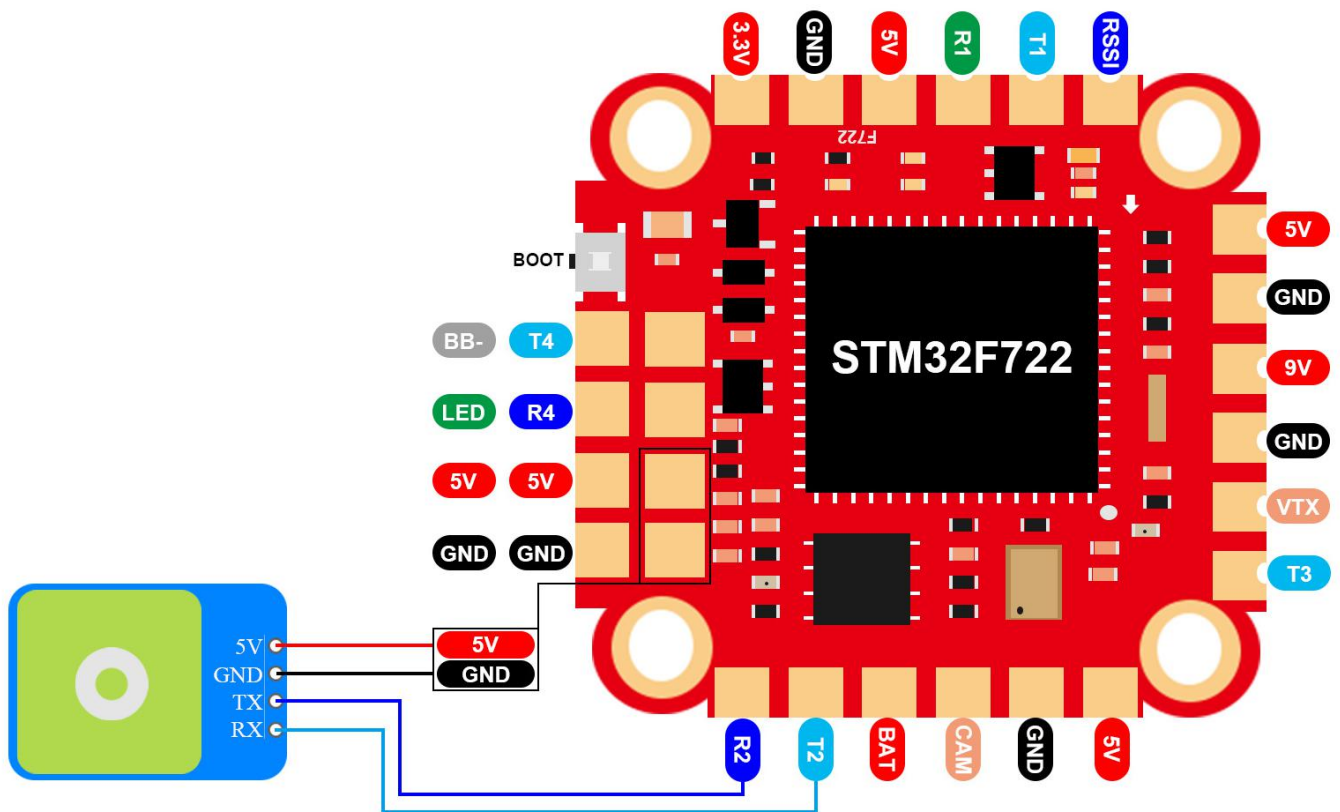 3.3V GND 5V R1 T1 RSSI
F722
BOOT
5V
GND
BB- T4
STM32F722
9V
LED R4
GND
5V 5V
VTX
GND GND
T3
5V 5V
GND GND
TX
RX
R2 T2 BAT CAM GND 5V